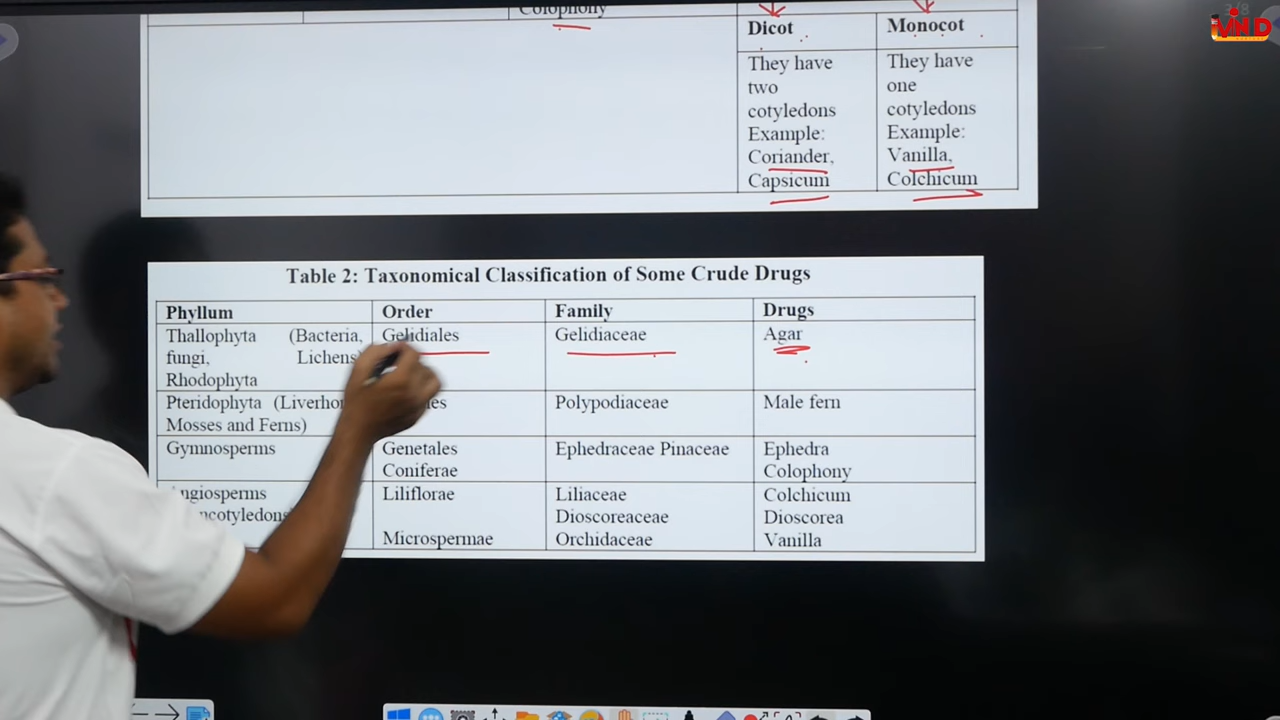 Colophony
Dicot
Monocot
They have
two
cotyledons
Example:
Coriander,
Capsicum
They have
one
cotyledons
Example:
Vanilla,
Colchicum
3/8
Table 2: Taxonomical Classification of Some Crude Drugs
Phyllum Order Family Drugs
Thallophyta (Bacteria, Gelidiales Gelidiaceae Agar
fungi, Lichens
Rhodophyta
Pteridophyta Polypodiaceae Male fern
Mosses and Ferns)
Gymnosperms Genetales Ephedraceae Pinaceae Ephedra
Coniferae Colophony
Liliflorae Liliaceae Colchicum
Dioscoreaceae Dioscorea
Microspermae Orchidaceae Vanilla